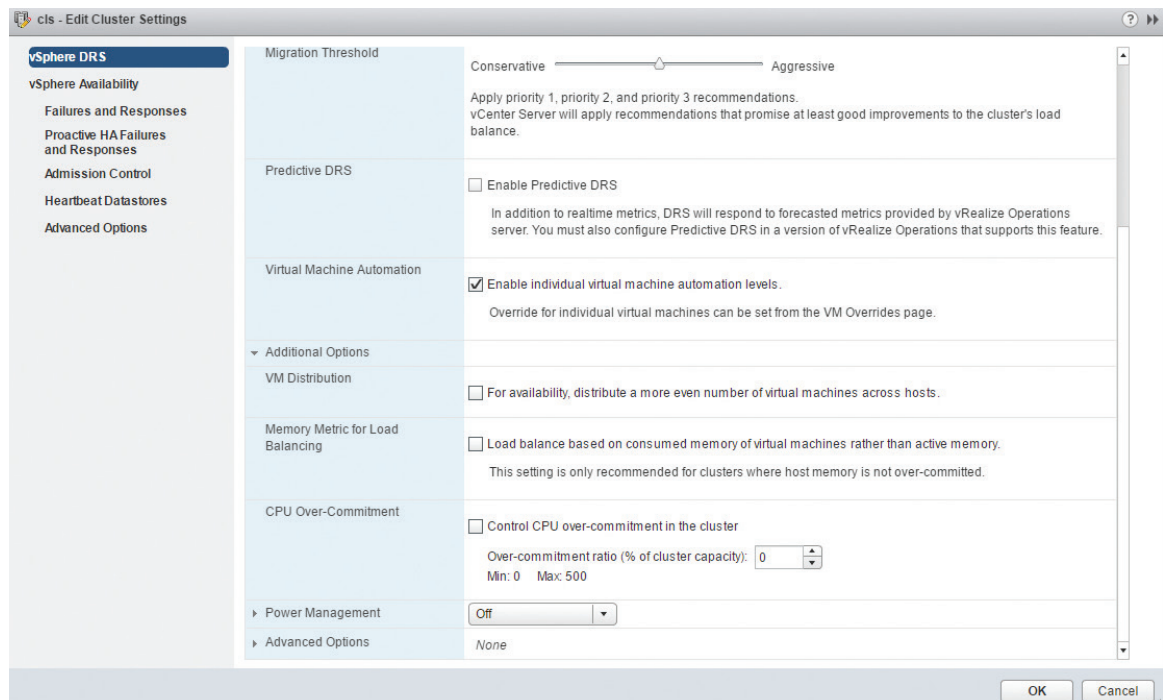 cls - Edit Cluster Settings
vSphere DRS
vSphere Availability
Failures and Responses
Proactive HA Failures
and Responses
Admission Control
Heartbeat Datastores
Advanced Options
Migration Threshold
Conservative
Aggressive
Apply priority 1, priority 2, and priority 3 recommendations.
vCenter Server will apply recommendations that promise at least good improvements to the cluster's load
balance.
Predictive DRS
Enable Predictive DRS
In addition to realtime metrics, DRS will respond to forecasted metrics provided by vRealize Operations
server. You must also configure Predictive DRS in a version of vRealize Operations that supports this feature.
Virtual Machine Automation
Enable individual virtual machine automation levels.
Override for individual virtual machines can be set from the VM Overrides page.
Additional Options
VM Distribution
For availability, distribute a more even number of virtual machines across hosts.
Memory Metric for Load
Balancing
Load balance based on consumed memory of virtual machines rather than active memory.
This setting is only recommended for clusters where host memory is not over-committed.
CPU Over-Commitment
Control CPU over-commitment in the cluster
Over-commitment ratio (% of cluster capacity): 0
Min: 0 Max: 500
Power Management
Off
Advanced Options
None
OK
Cancel